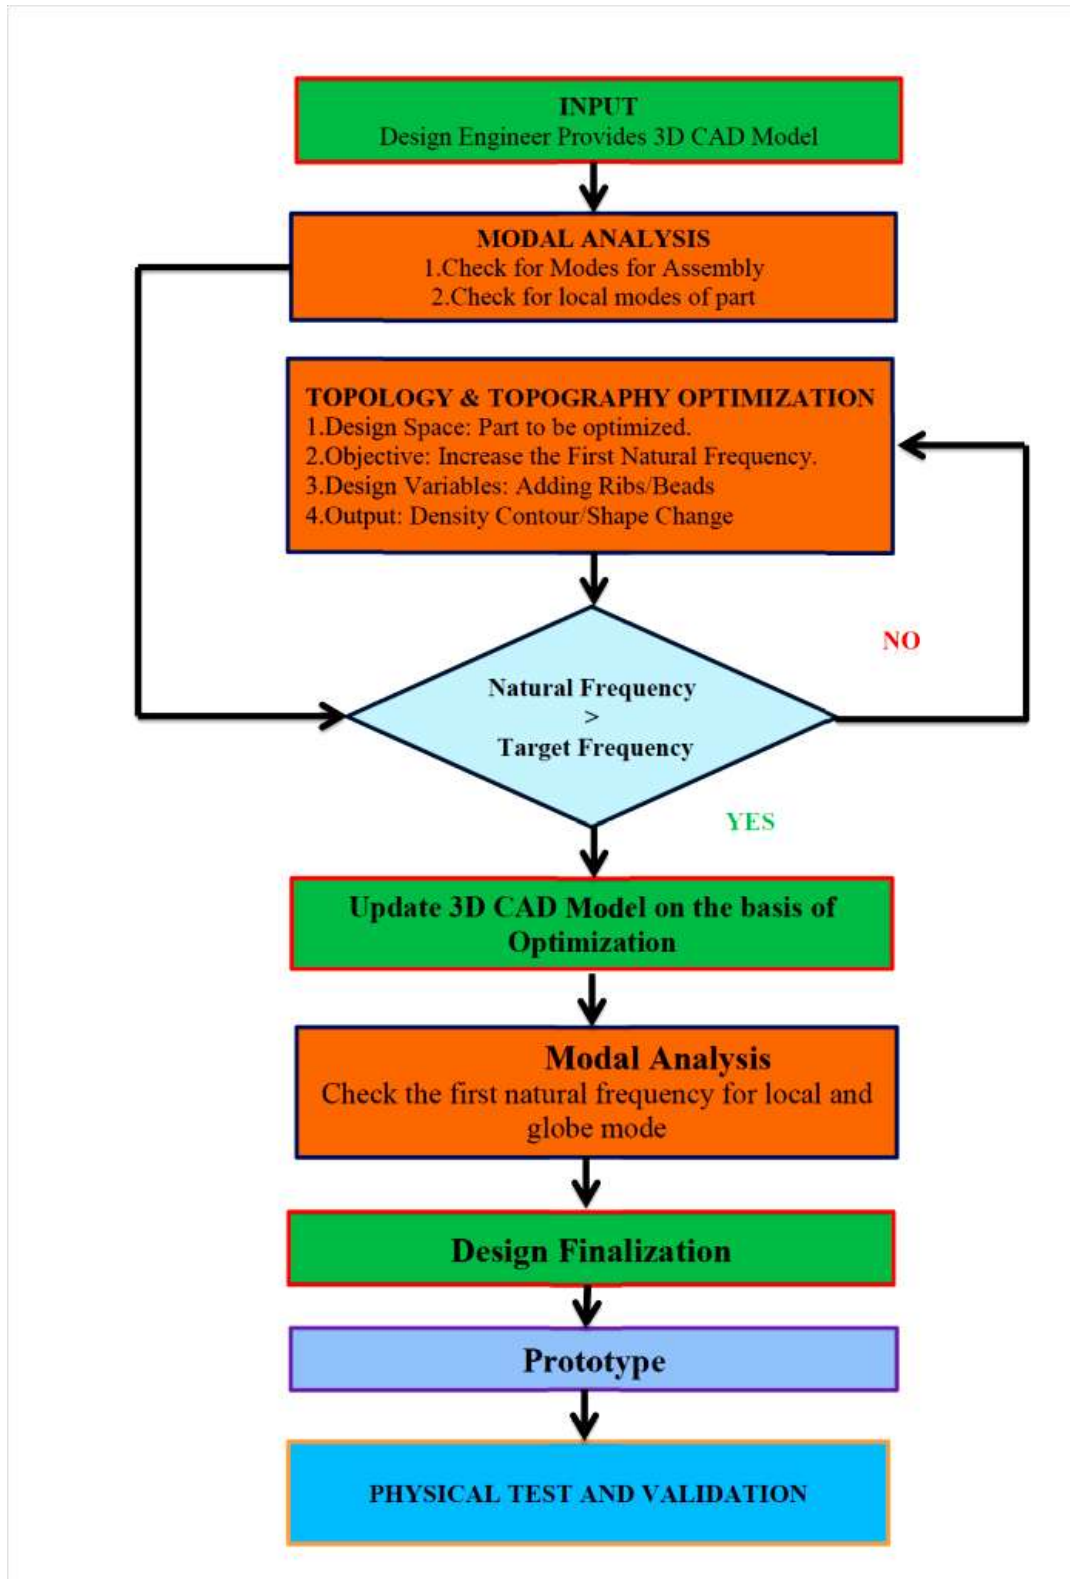 INPUT
Design Engineer Provides 3D CAD Model
MODAL ANALYSIS
1.Check for Modes for Assembly
2.Check for local modes of part
TOPOLOGY & TOPOGRAPHY OPTIMIZATION
1.Design Space: Part to be optimized.
2.Objective: Increase the First Natural Frequency.
3.Design Variables: Adding Ribs/Beads
4.Output: Density Contour/Shape Change
NO
Natural Frequency
>
Target Frequency
YES
Update 3D CAD Model on the basis of
Optimization
Modal Analysis
Check the first natural frequency for local and
globe mode
Design Finalization
Prototype
PHYSICAL TEST AND VALIDATION